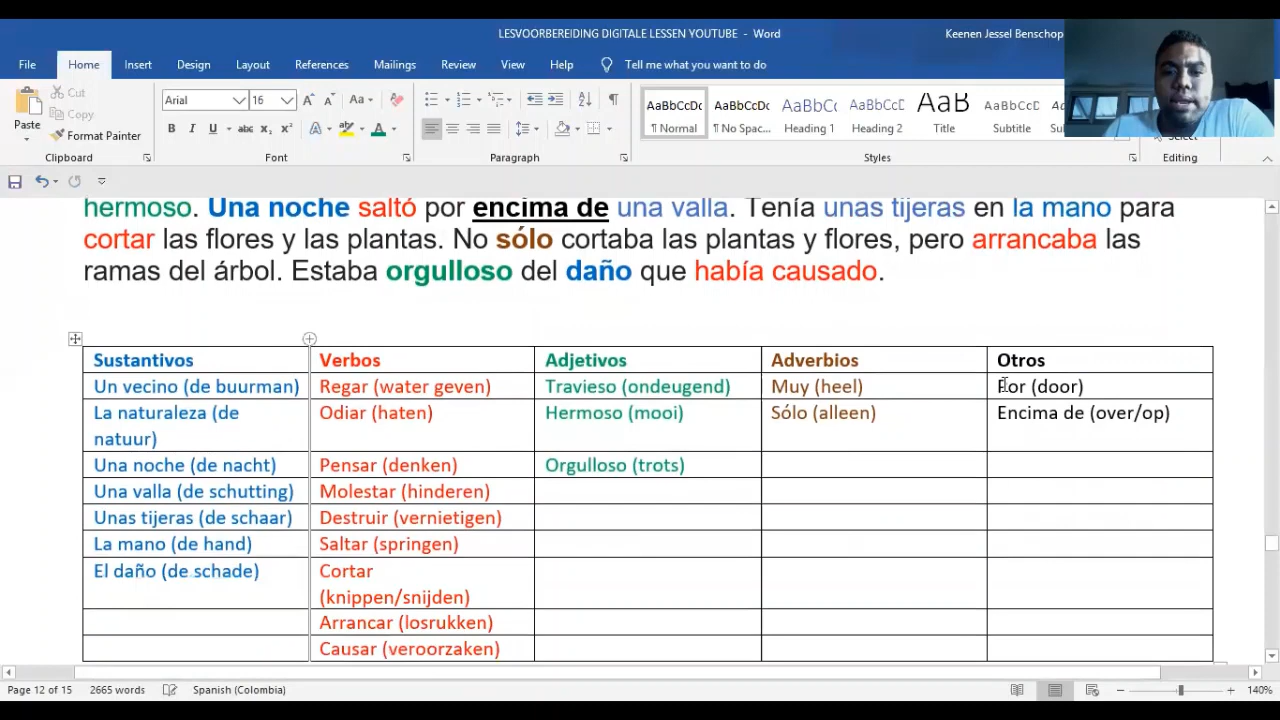 LESVOORBEREIDING DIGITALE LESSEN YOUTUBE - Word
Keenen Jessel Benschop
File Home Insert Design Layout References Mailings Review View Help Tell me what you want to do
Cut
Copy
Paste
Format Painter
Arial 16
AaBbCcDc AaBbCcDc AaBbCc AaBbCcD AaB AaBbCcD
¶ Normal ¶ No Spac... Heading 1 Heading 2 Title Subtitle
Select
Clipboard Font Paragraph Styles Editing
hermoso. Una noche saltó por encima de una valla. Tenía unas tijeras en la mano para
cortar las flores y las plantas. No sólo cortaba las plantas y flores, pero arrancaba las
ramas del árbol. Estaba orgulloso del daño que había causado.
Sustantivos Verbos Adjetivos Adverbios Otros
Un vecino (de buurman) Regar (water geven) Travieso (ondeugend) Muy (heel) Por (door)
La naturaleza (de natuur) Odiar (haten) Hermoso (mooi) Sólo (alleen) Encima de (over/op)
Una noche (de nacht) Pensar (denken) Orgulloso (trots)
Una valla (de schutting) Molestar (hinderen)
Unas tijeras (de schaar) Destruir (vernietigen)
La mano (de hand) Saltar (springen)
El daño (de schade) Cortar (knippen/snijden)
Arrancar (losrukken)
Causar (veroorzaken)
Page 12 of 15 2665 words Spanish (Colombia) 140%